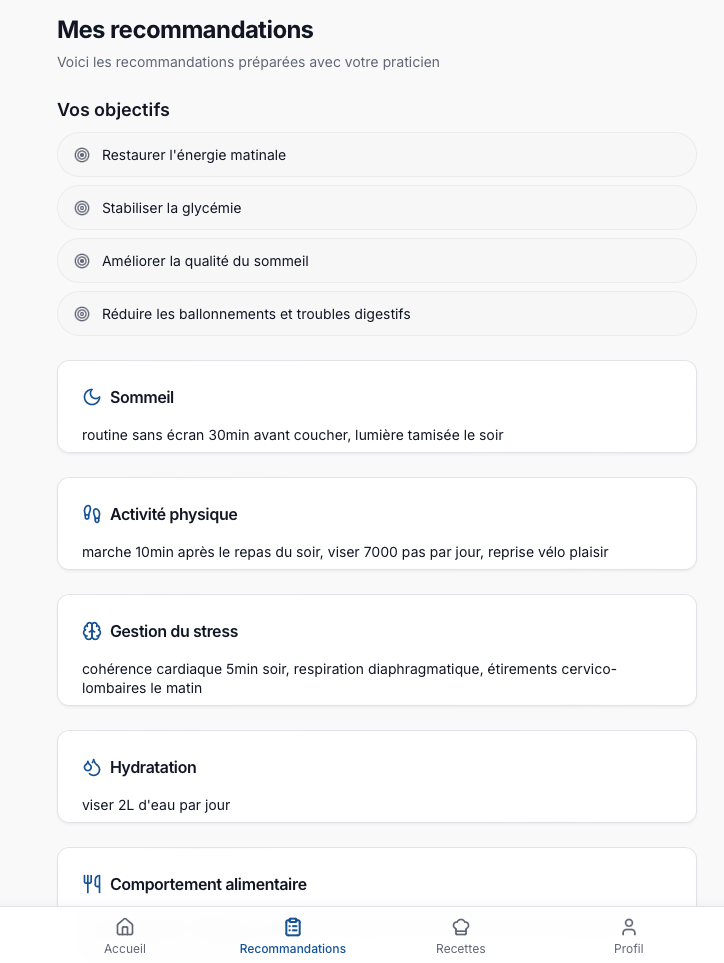 Mes recommandations
Voici les recommandations préparées avec votre praticien
Vos objectifs
Restaurer l'énergie matinale
Stabiliser la glycémie
Améliorer la qualité du sommeil
Réduire les ballonnements et troubles digestifs
Sommeil
routine sans écran 30min avant coucher, lumière tamisée le soir
Activité physique
marche 10min après le repas du soir, viser 7000 pas par jour, reprise vélo plaisir
Gestion du stress
cohérence cardiaque 5min soir, respiration diaphragmatique, étirements cervico-
lombaires le matin
Hydratation
viser 2L d'eau par jour
Comportement alimentaire
Accueil
Recommandations
Recettes
Profil